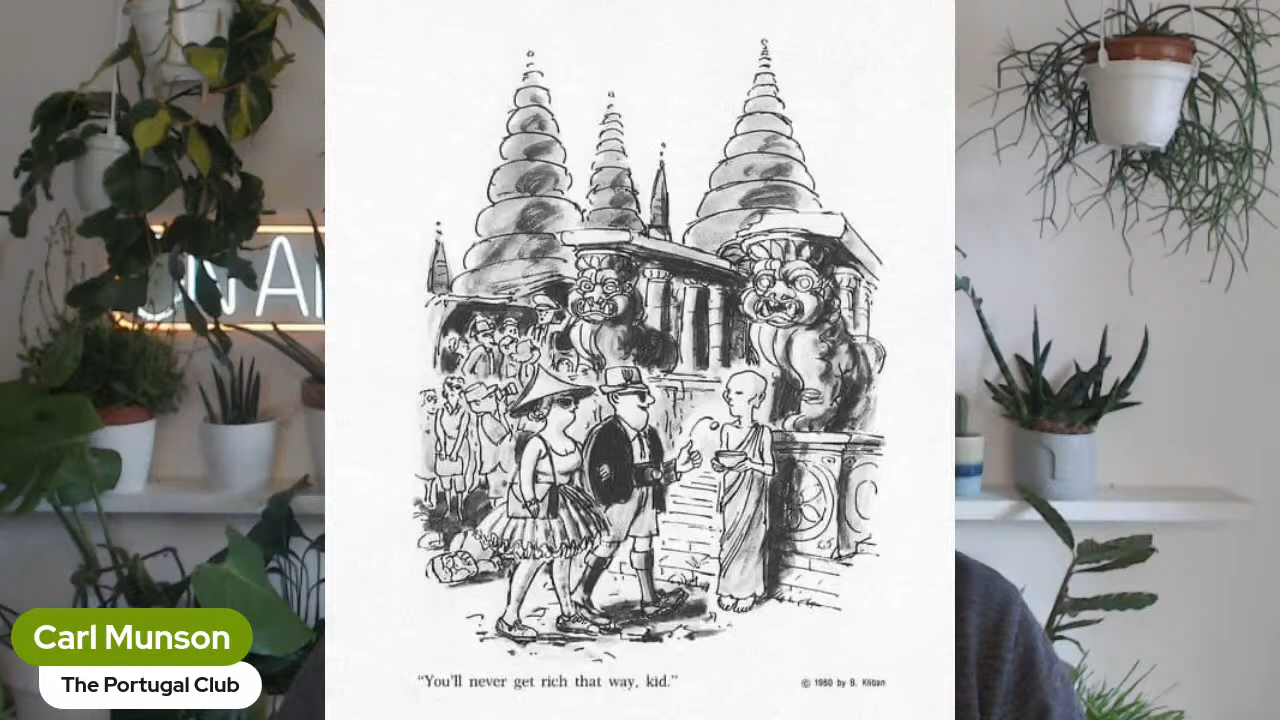 "You'll never get rich that way, kid."
© 1960 by B. Kliban
Carl Munson
The Portugal Club